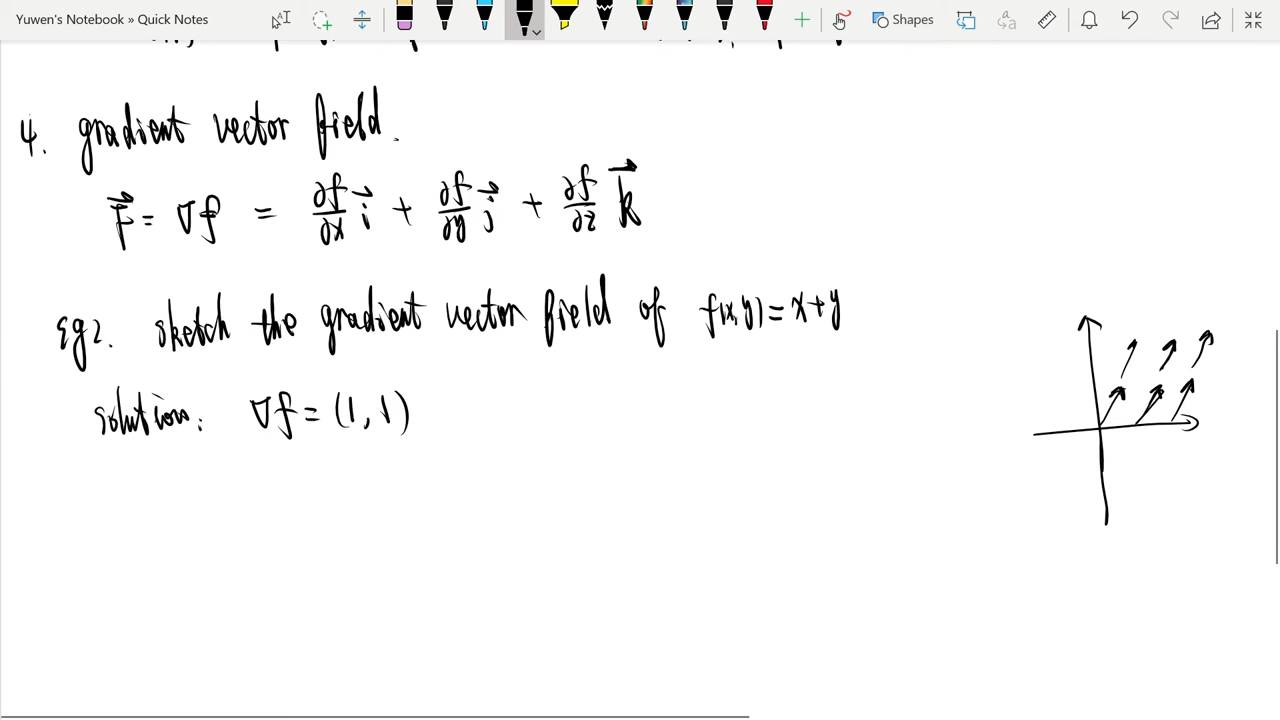 Yuwen's Notebook » Quick Notes
Shapes
4. gradient vector field.
F⃗ = ∇f = ∂f/∂x i⃗ + ∂f/∂y j⃗ + ∂f/∂z k⃗
Eg2. sketch the gradient vector field of f(x,y)=x+y
solution: ∇f = (1, 1)